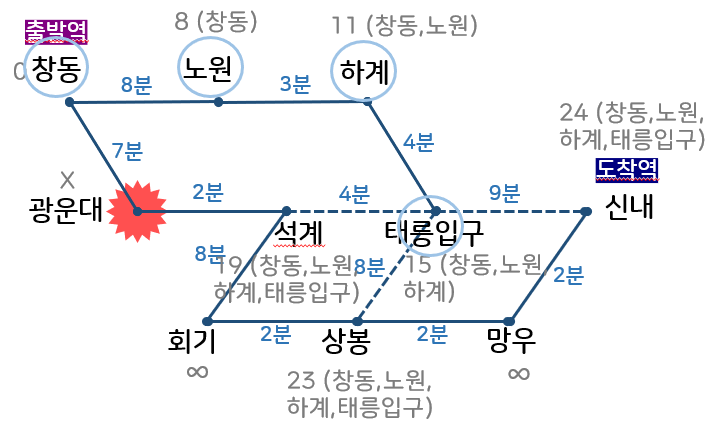 출발역
8 (창동)
11 (창동,노원)
0
창동
8분
노원
3분
하계
24 (창동,노원,
하계,태릉입구)
7분
4분
도착역
X
광운대
2분
4분
9분
신내
석계
태릉입구
8분
19 (창동,노원,
하계,태릉입구)
8분
15 (창동,노원,
하계)
2분
회기
2분
상봉
2분
망우
∞
23 (창동,노원,
하계,태릉입구)
∞